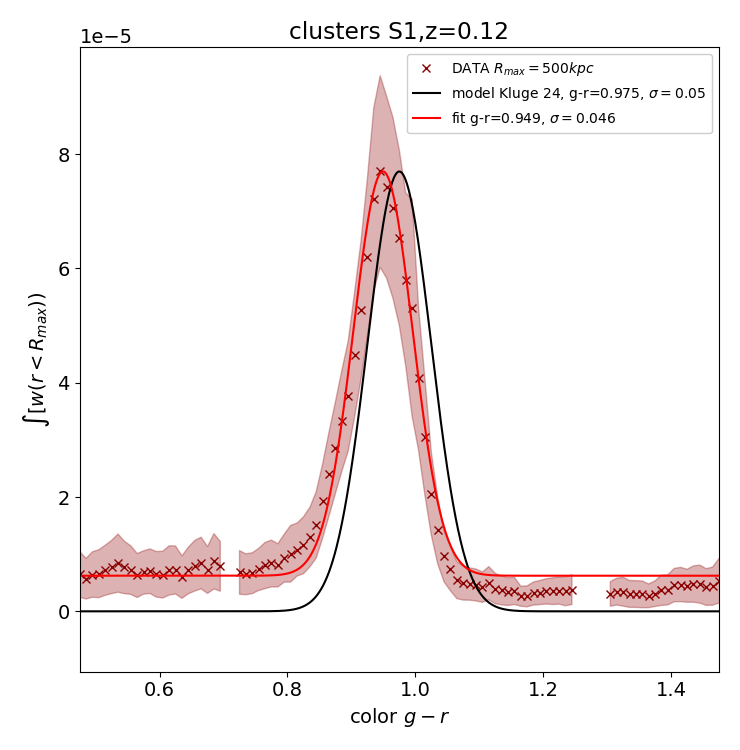 clusters S1,z=0.12
1e−5
DATA $R_{max} = 500kpc$
model Kluge 24, g-r=0.975, $\sigma = 0.05$
fit g-r=0.949, $\sigma = 0.046$
8
6
4
2
0
$\int [w(r < R_{max}))$
0.6 0.8 1.0 1.2 1.4
color $g - r$